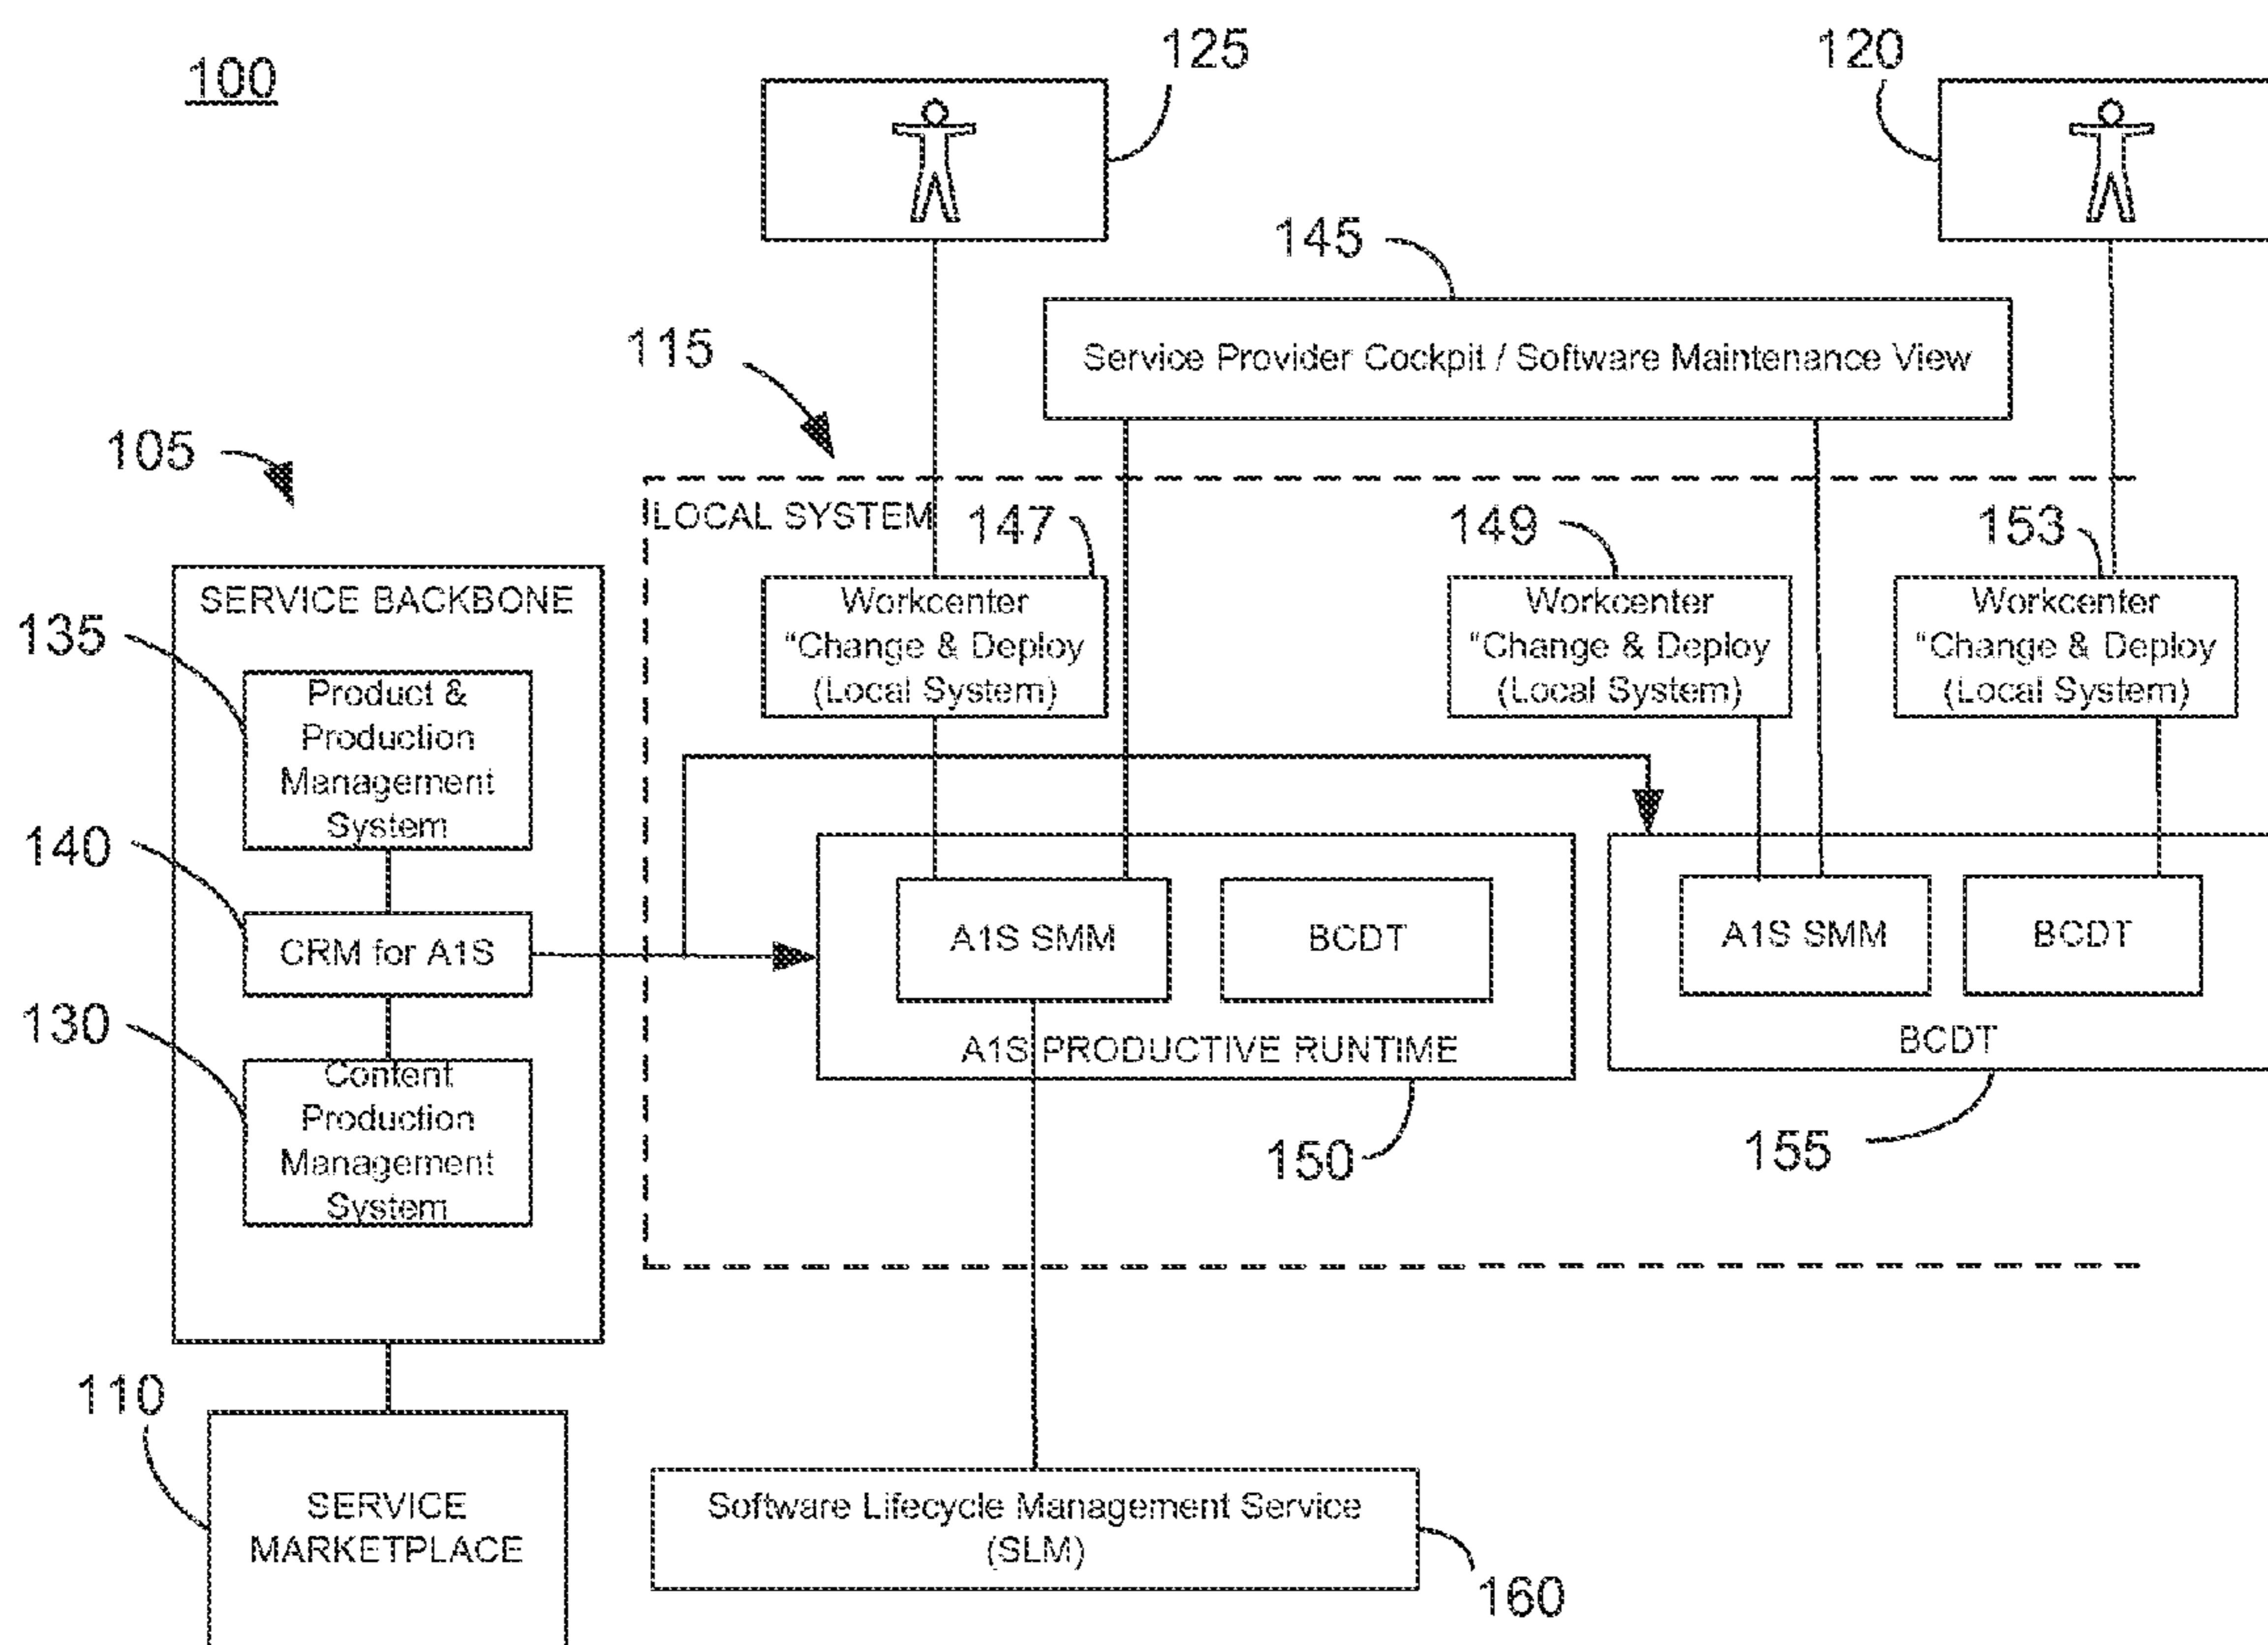 100
125
120
145
Service Provider Cockpit / Software Maintenance View
115
105
LOCAL SYSTEM
147
149
153
SERVICE BACKBONE
Workcenter
"Change & Deploy
(Local System)
Workcenter
"Change & Deploy
(Local System)
Workcenter
"Change & Deploy
(Local System)
135
Product &
Production
Management
System
140
CRM for A1S
A1S SMM
BCDT
A1S SMM
BCDT
130
A1S PRODUCTIVE RUNTIME
BCDT
Content
Production
Management
System
150
155
110
SERVICE
MARKETPLACE
Software Lifecycle Management Service
(SLM)
160